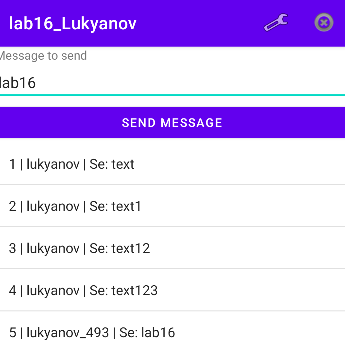 lab16_Lukyanov
Message to send
lab16
SEND MESSAGE
1 | lukyanov | Se: text
2 | lukyanov | Se: text1
3 | lukyanov | Se: text12
4 | lukyanov | Se: text123
5 | lukyanov_493 | Se: lab16